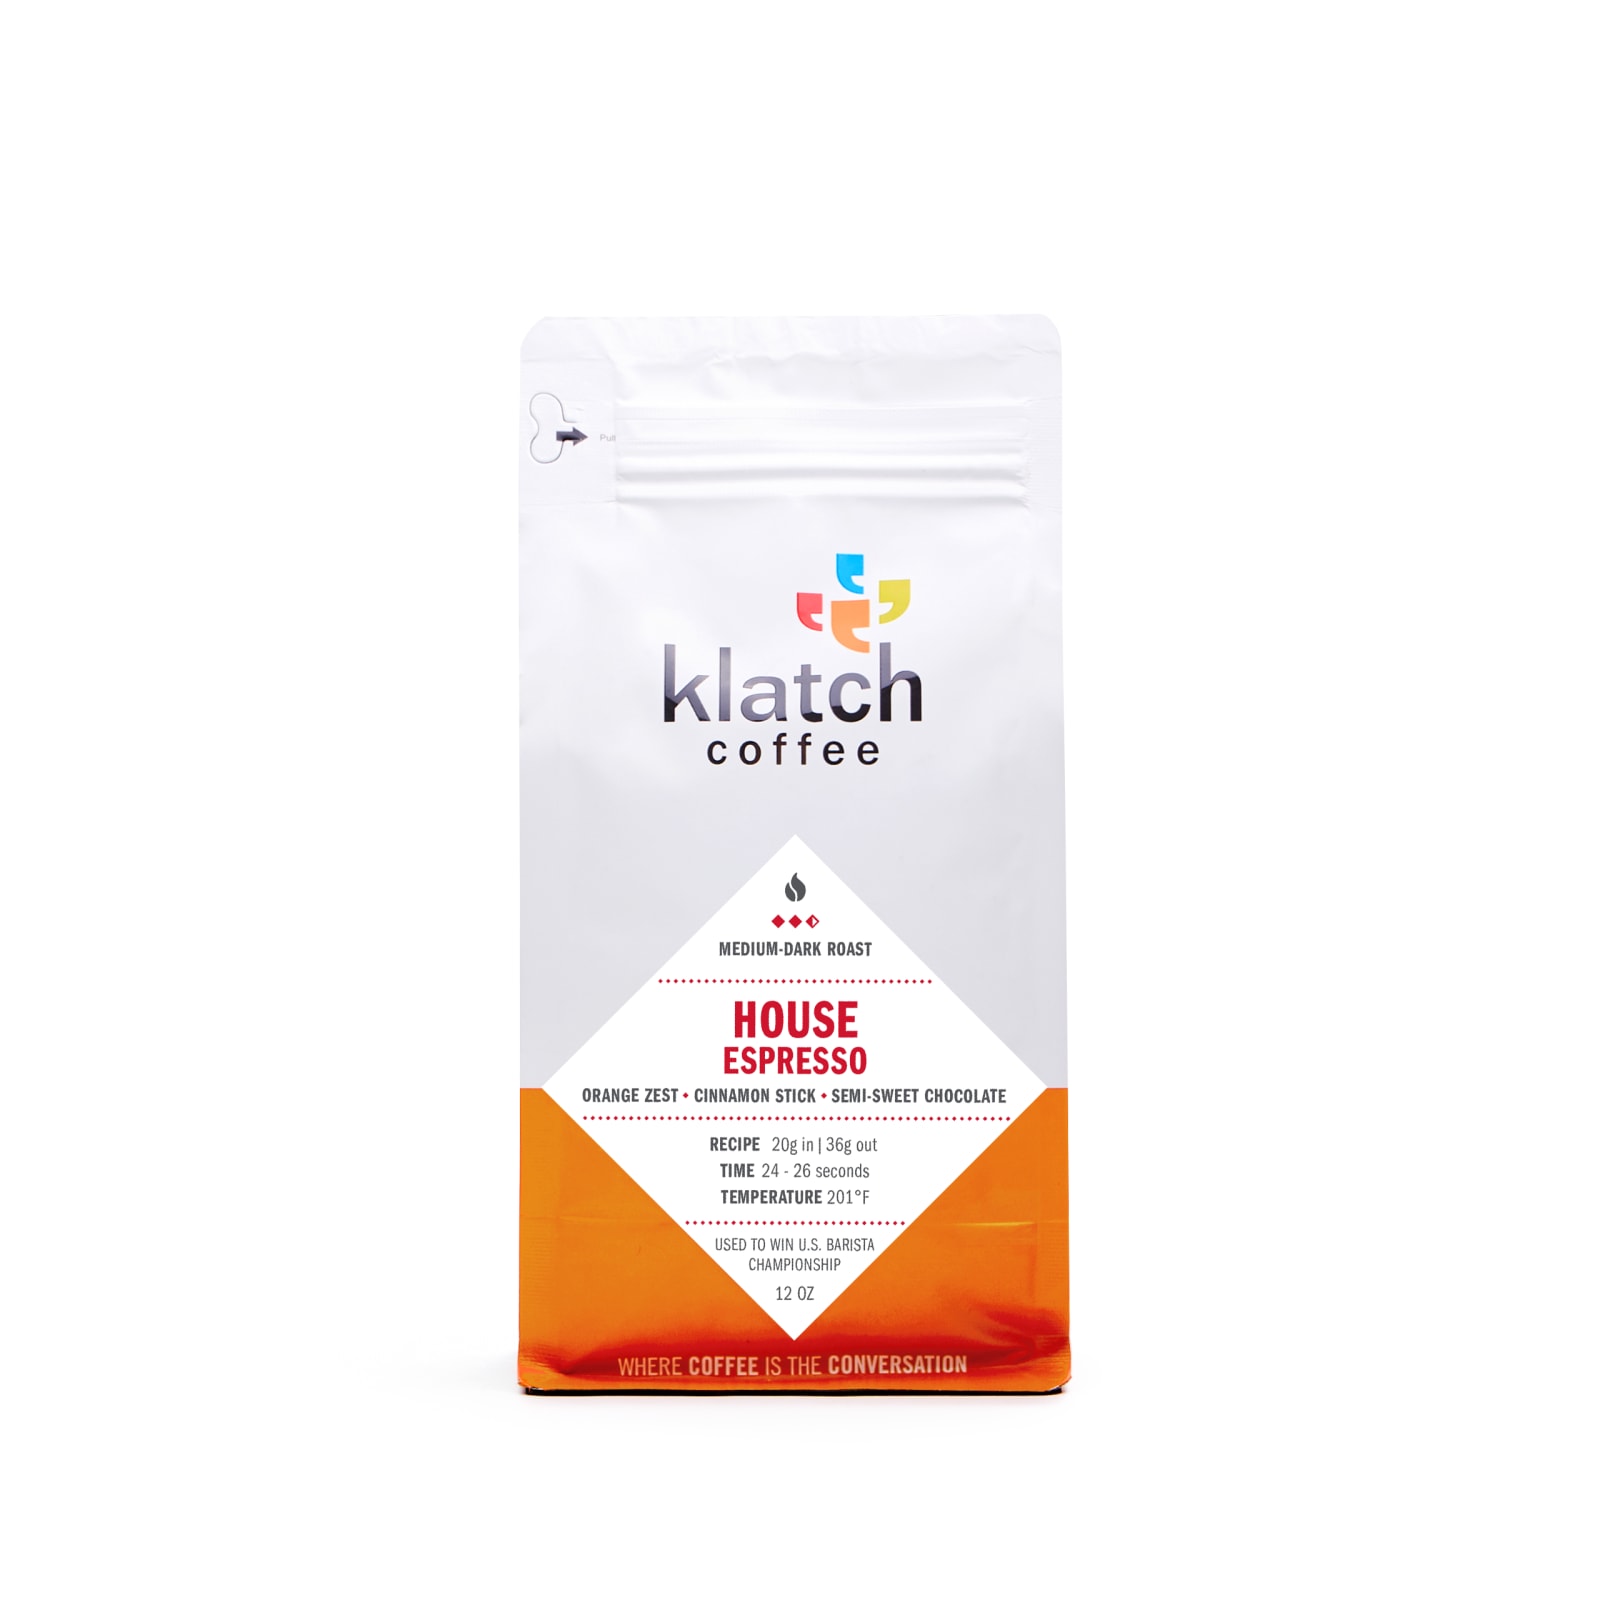 Pull
klatch
coffee
MEDIUM-DARK ROAST
HOUSE
ESPRESSO
ORANGE ZEST • CINNAMON STICK • SEMI-SWEET CHOCOLATE
RECIPE 20g in | 36g out
TIME 24 - 26 seconds
TEMPERATURE 201°F
USED TO WIN U.S. BARISTA
CHAMPIONSHIP
12 OZ
WHERE COFFEE IS THE CONVERSATION